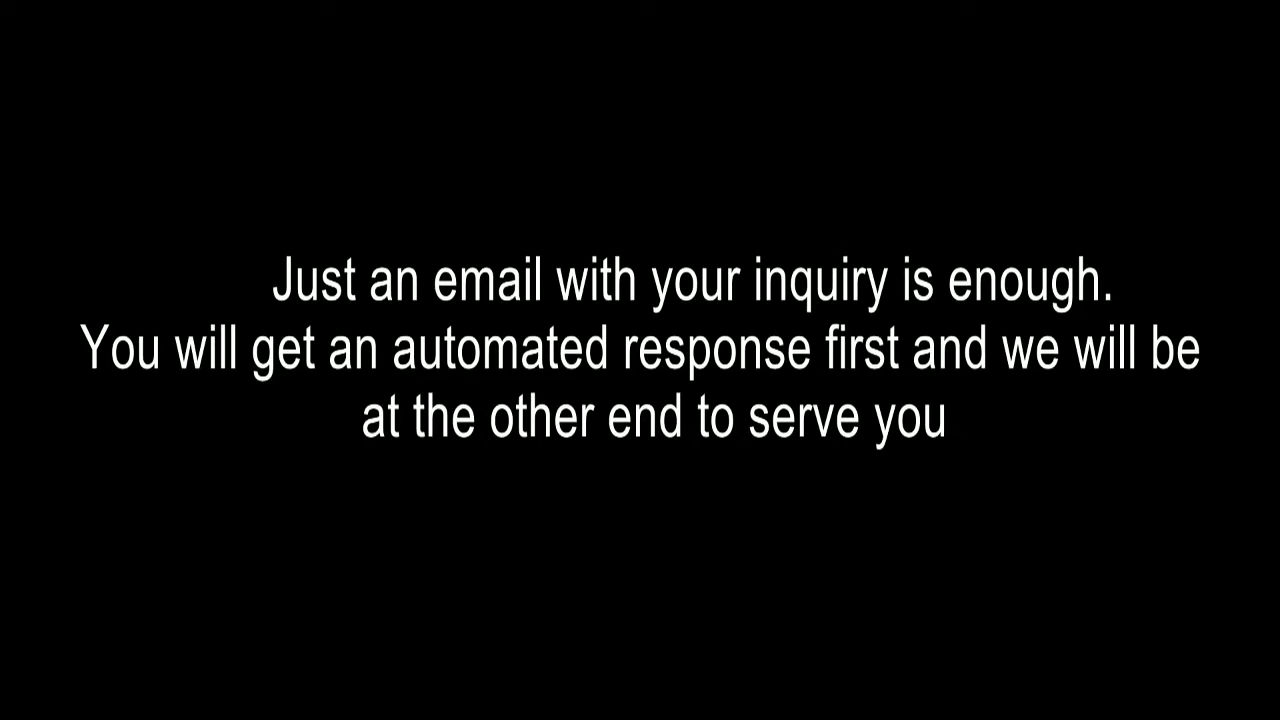 Just an email with your inquiry is enough.
You will get an automated response first and we will be
at the other end to serve you